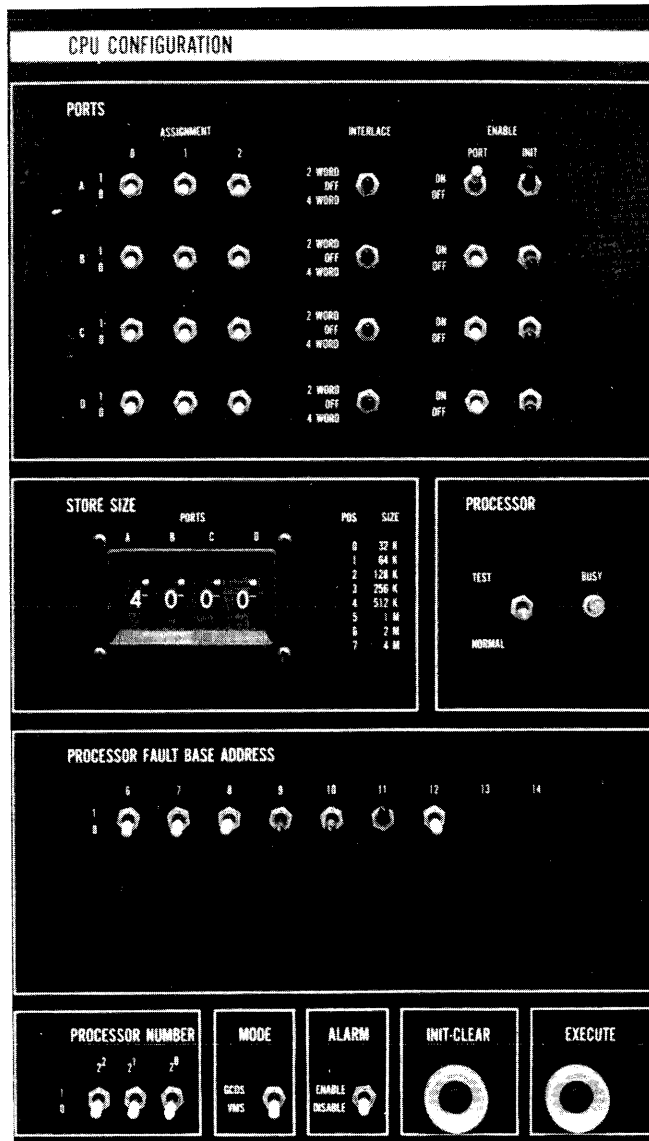 CPU CONFIGURATION
PORTS
ASSIGNMENT INTERLACE ENABLE
0 1 2 PORT INIT
A 1 0 2 WORD OFF 4 WORD ON OFF
B 1 0 2 WORD OFF 4 WORD ON OFF
C 1 0 2 WORD OFF 4 WORD ON OFF
D 1 0 2 WORD OFF 4 WORD ON OFF
STORE SIZE
PORTS
A B C D
4 0 0 0
POS SIZE
0 32 K
1 64 K
2 128 K
3 256 K
4 512 K
5 1 M
6 2 M
7 4 M
PROCESSOR
TEST BUSY
NORMAL
PROCESSOR FAULT BASE ADDRESS
6 7 8 9 10 11 12 13 14
1
0
PROCESSOR NUMBER
2² 2¹ 2⁰
1
0
MODE
GCOS
VMS
ALARM
ENABLE
DISABLE
INIT-CLEAR
EXECUTE